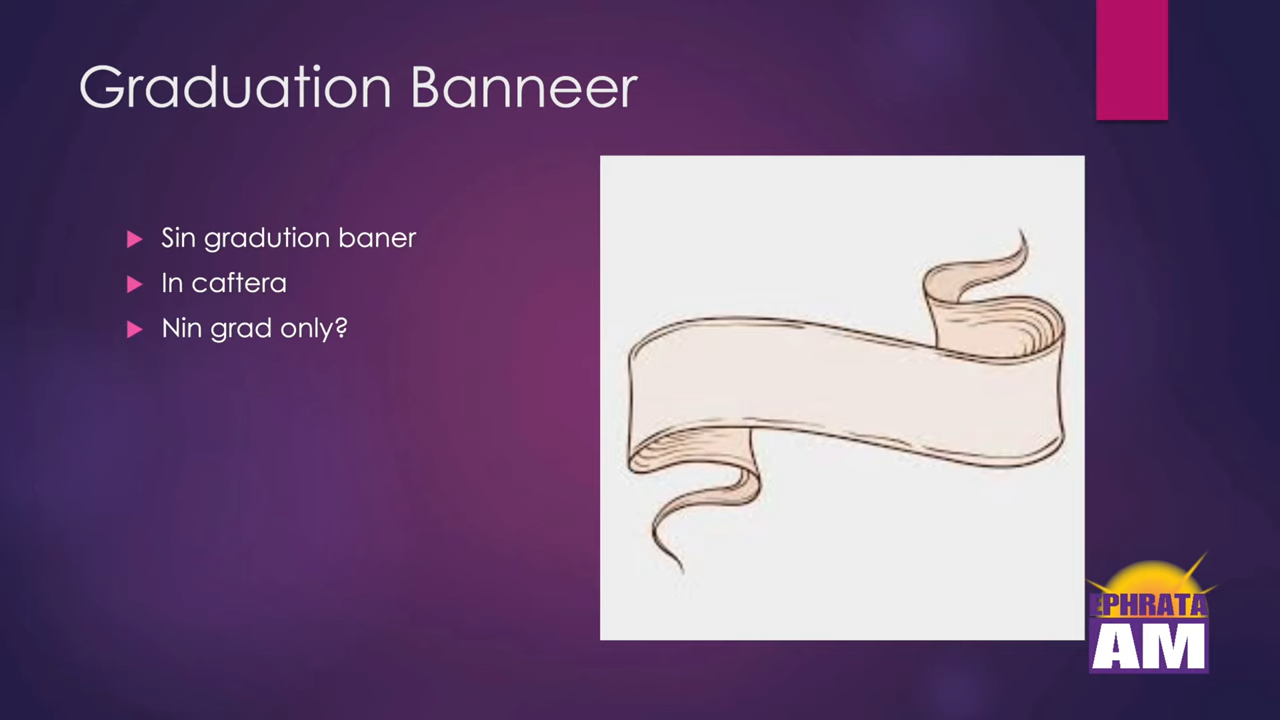 Graduation Banneer
Sin gradution baner
In caftera
Nin grad only?
EPHRATA
AM